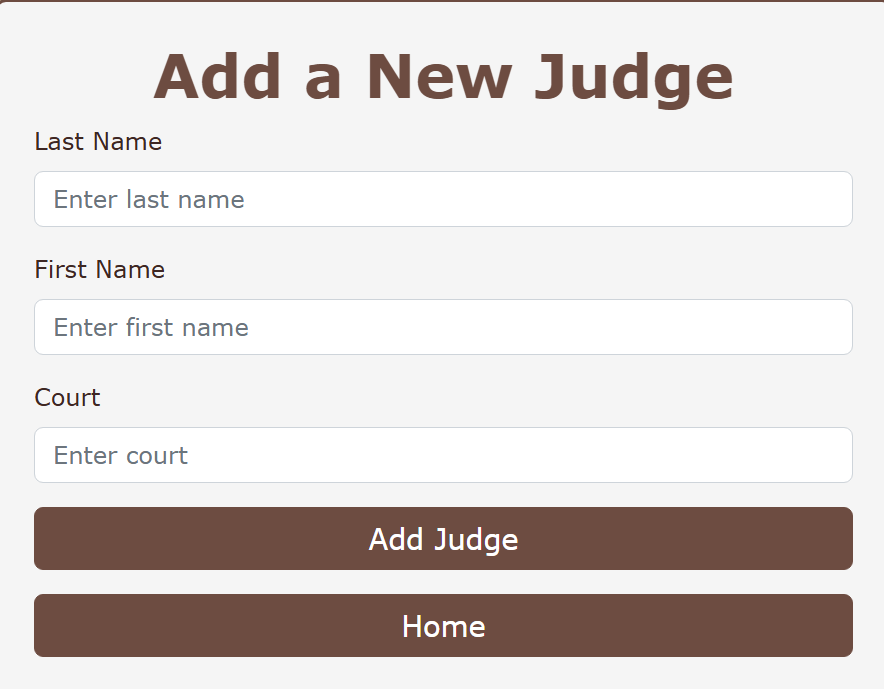 Add a New Judge
Last Name
Enter last name
First Name
Enter first name
Court
Enter court
Add Judge
Home